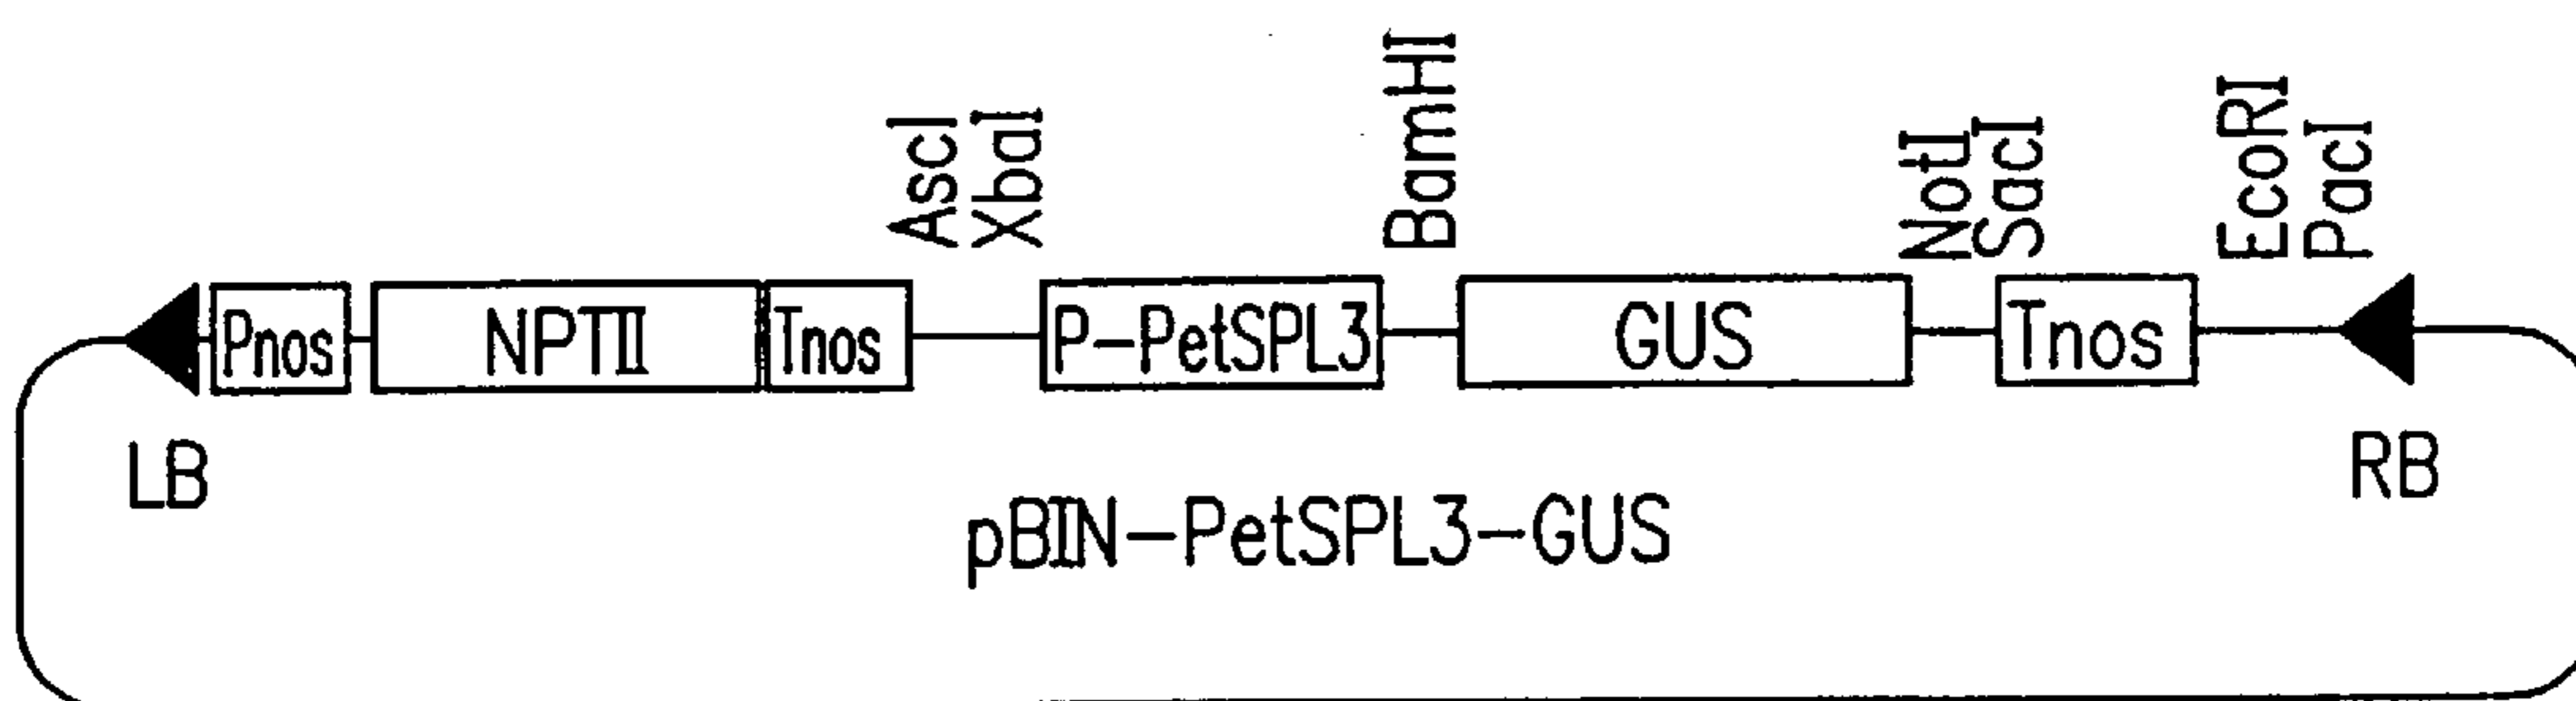 AscI
XbaI
BamHI
NotI
SacI
EcoRI
PacI
Pnos
NPTII
Tnos
P-PetSPL3
GUS
Tnos
LB
RB
pBIN-PetSPL3-GUS